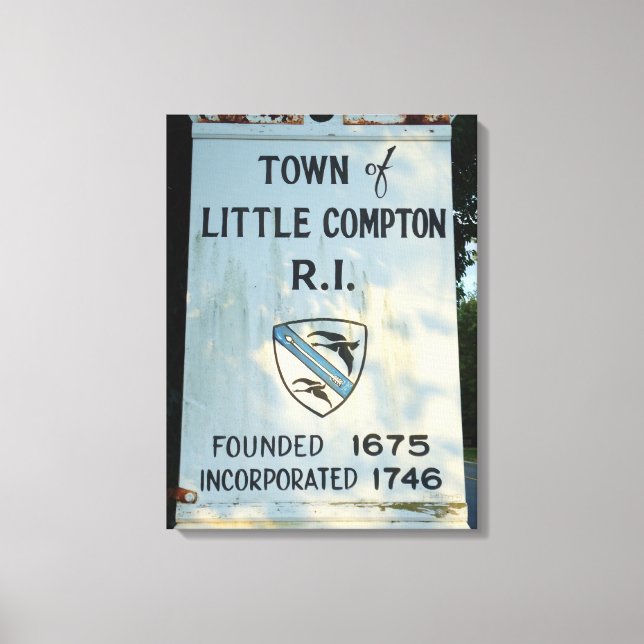 TOWN of
LITTLE COMPTON
R.I.
FOUNDED 1675
INCORPORATED 1746